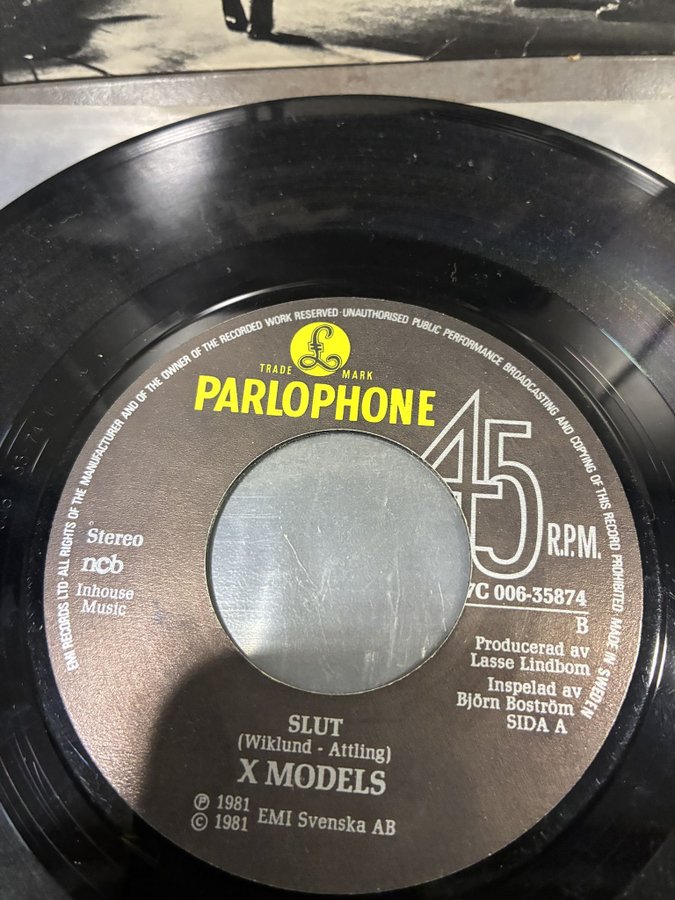 EMI RECORDS LTD·ALL RIGHTS OF THE MANUFACTURER AND OF THE OWNER OF THE RECORDED WORK RESERVED·UNAUTHORISED PUBLIC PERFORMANCE BROADCASTING AND COPYING OF THIS RECORD PROHIBITED·MADE IN SWEDEN
£
TRADE MARK
PARLOPHONE
45
R.P.M.
Stereo
ncb
Inhouse
Music
7C 006-35874
B
Producerad av
Lasse Lindbom
Inspelad av
Björn Boström
SIDA A
SLUT
(Wiklund - Attling)
X MODELS
℗ 1981
© 1981
EMI Svenska AB